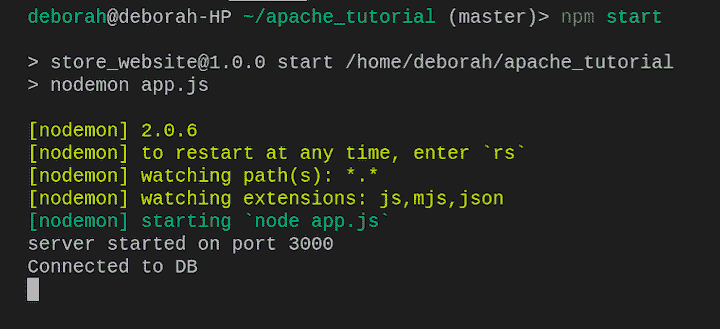 deborah@deborah-HP ~/apache_tutorial (master)> npm start
> store_website@1.0.0 start /home/deborah/apache_tutorial
> nodemon app.js
[nodemon] 2.0.6
[nodemon] to restart at any time, enter `rs`
[nodemon] watching path(s): *.*
[nodemon] watching extensions: js,mjs,json
[nodemon] starting `node app.js`
server started on port 3000
Connected to DB